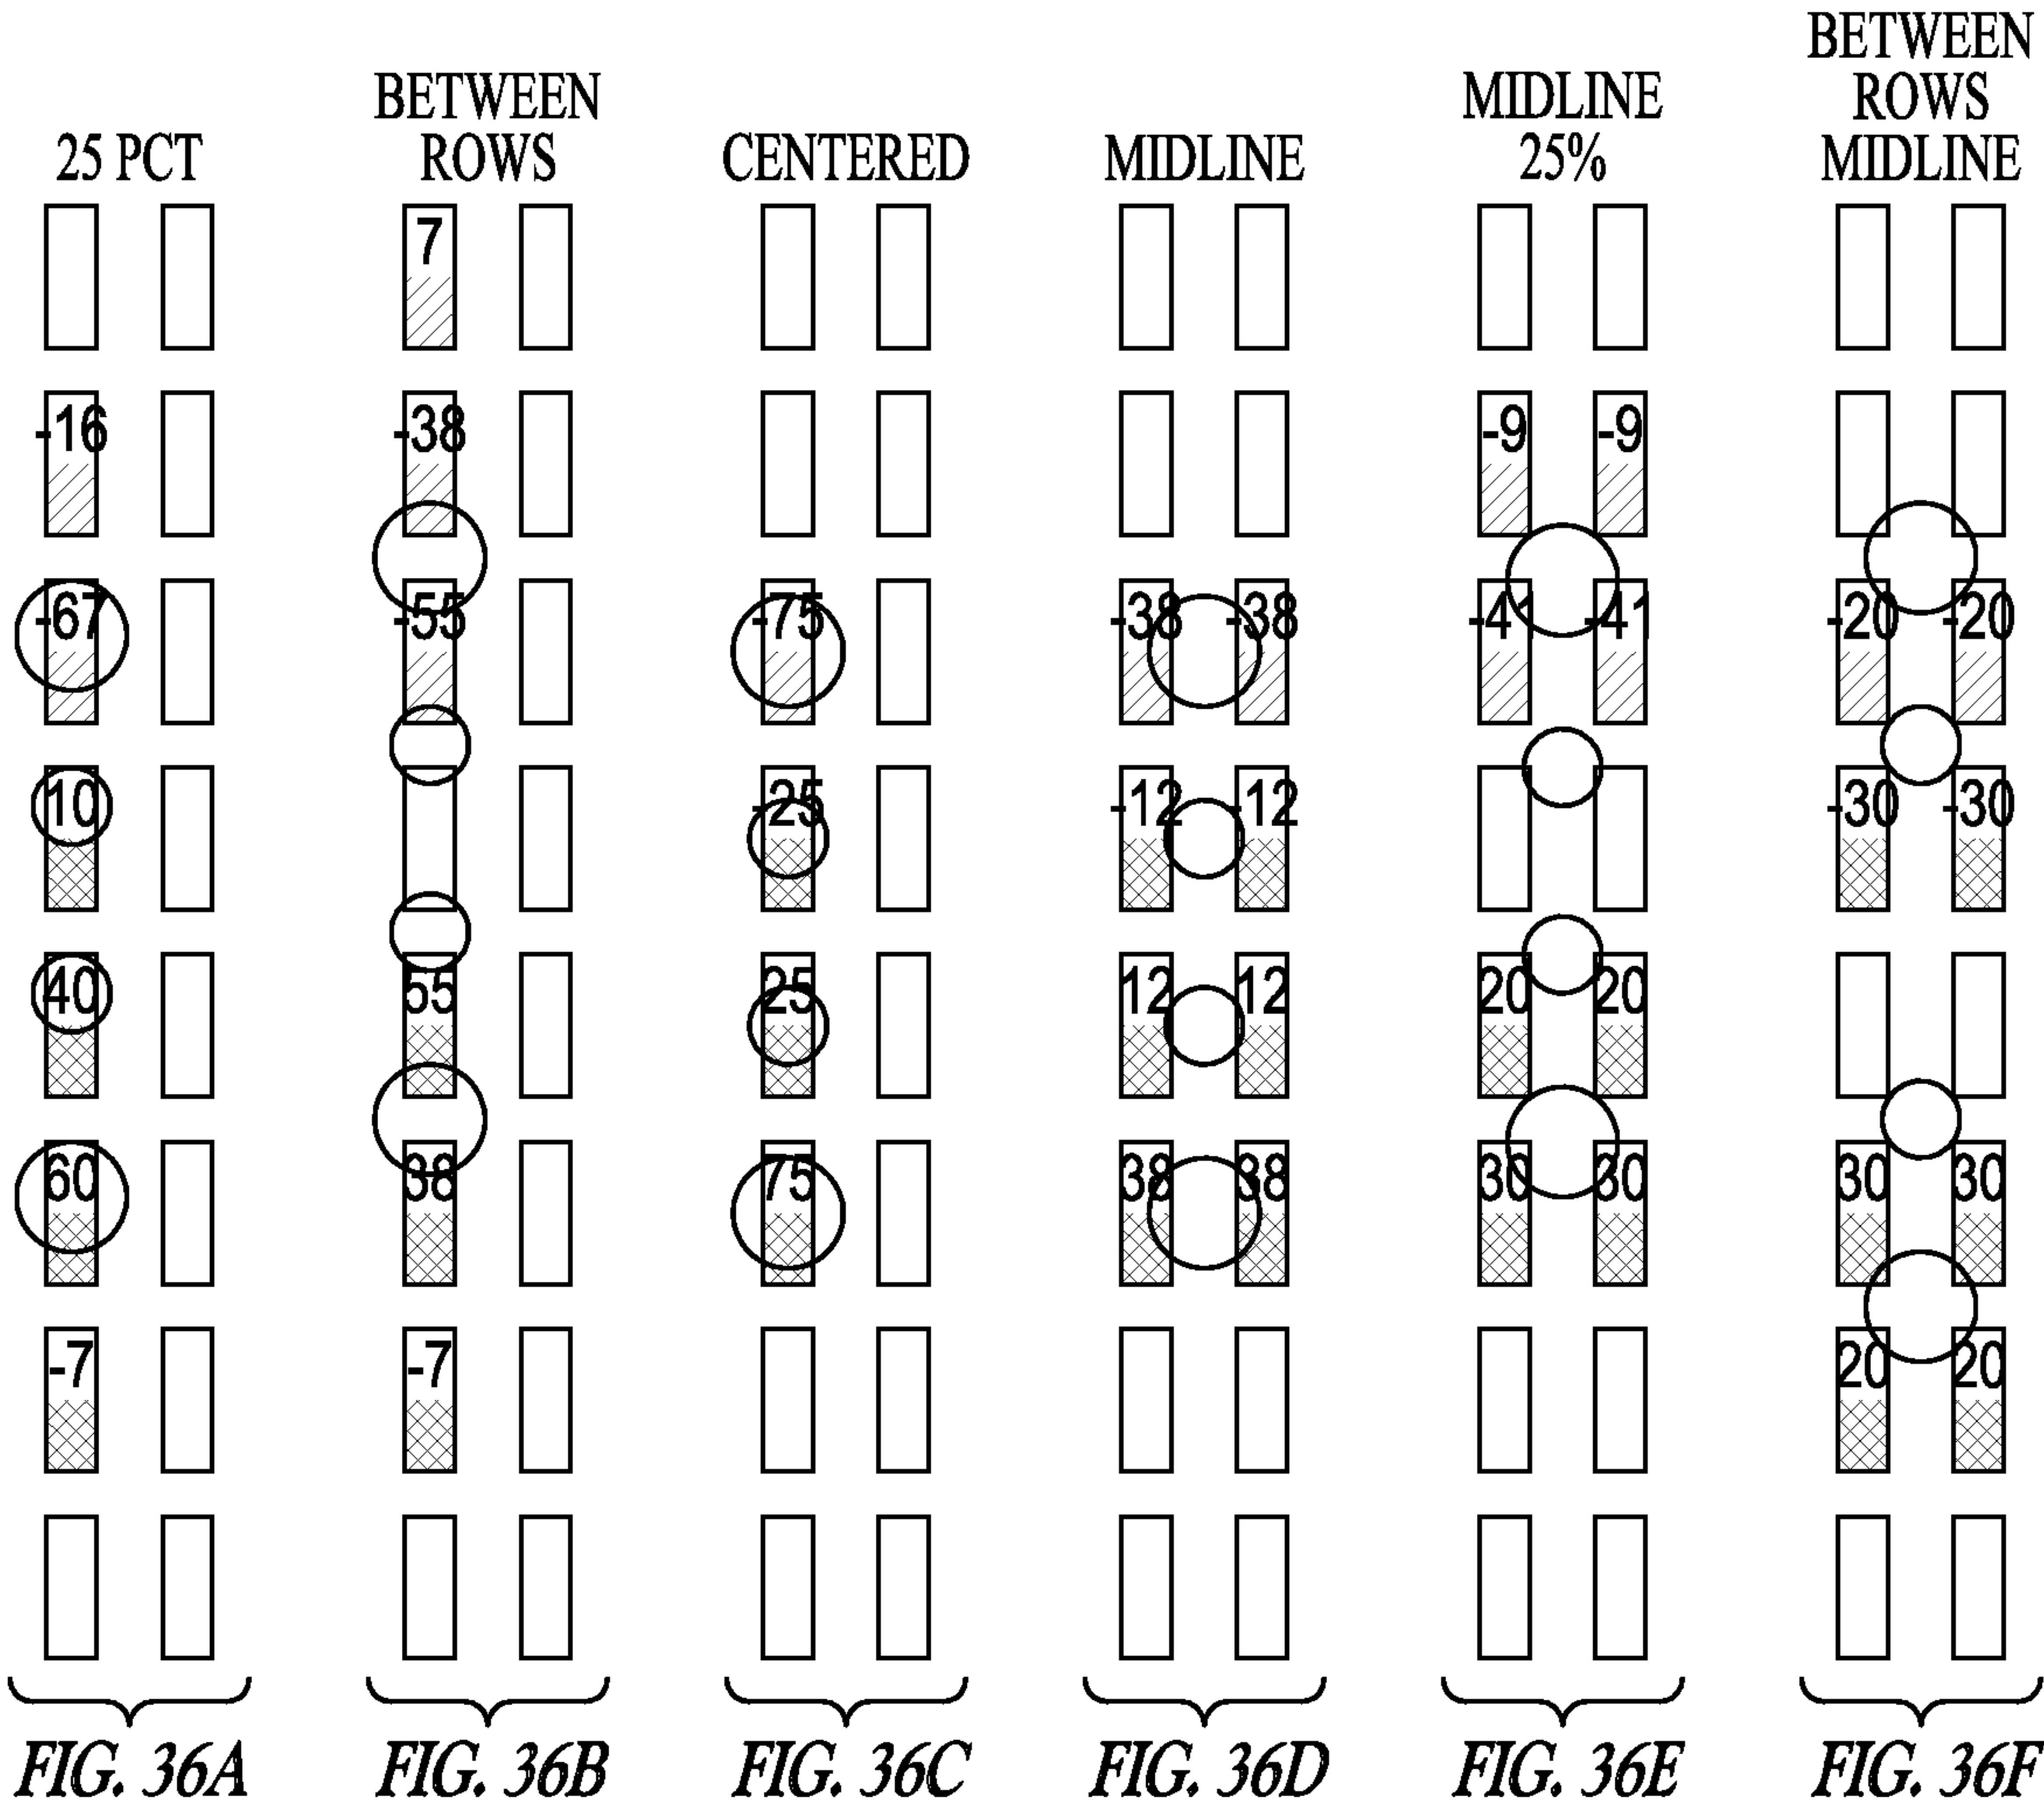 25 PCT
BETWEEN
ROWS
CENTERED
MIDLINE
MIDLINE
25%
BETWEEN
ROWS
MIDLINE
-16
-67
10
40
60
-7
7
-38
-55
55
38
-7
-75
-25
25
75
-38 -38
-12 -12
12 12
38 38
-9 -9
-41 -41
20 20
30 30
-20 -20
-30 -30
30 30
20 20
FIG. 36A
FIG. 36B
FIG. 36C
FIG. 36D
FIG. 36E
FIG. 36F